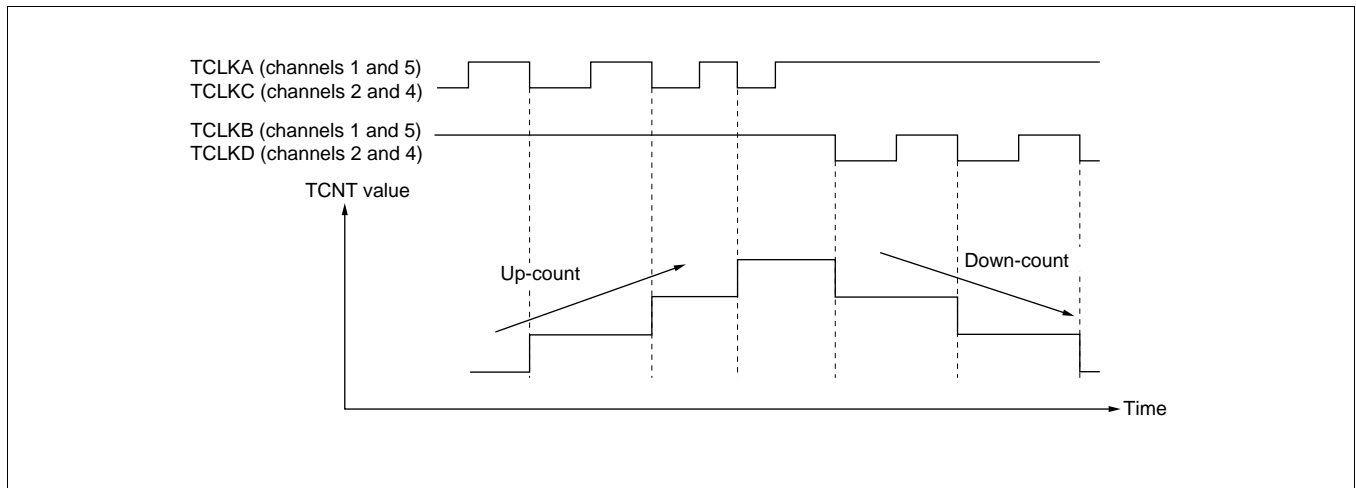 TCLKA (channels 1 and 5)
TCLKC (channels 2 and 4)
TCLKB (channels 1 and 5)
TCLKD (channels 2 and 4)
TCNT value
Up-count
Down-count
Time